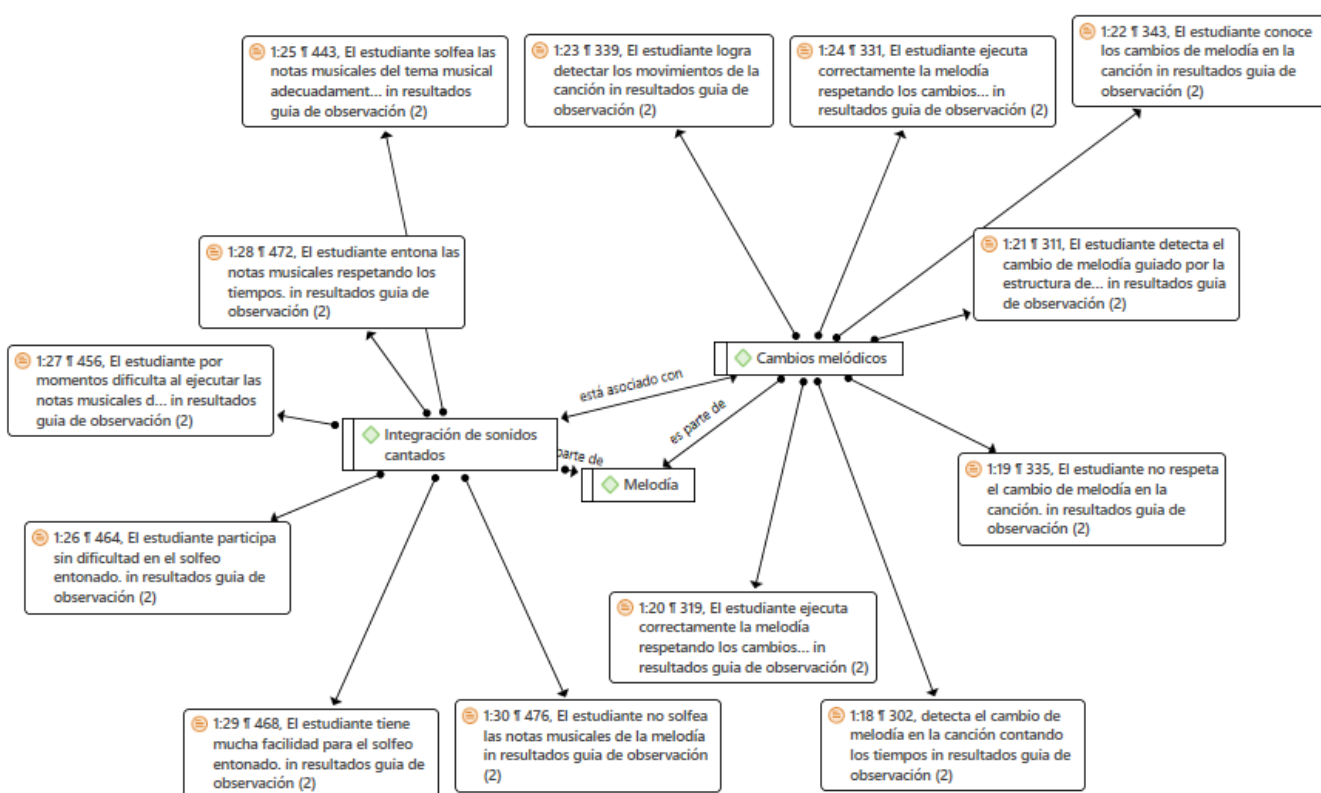 1:22 ¶ 343, El estudiante conoce
los cambios de melodía en la
canción in resultados guia de
observación (2)
1:25 ¶ 443, El estudiante solfea las
notas musicales del tema musical
adecuadament... in resultados
guia de observación (2)
1:23 ¶ 339, El estudiante logra
detectar los movimientos de la
canción in resultados guia de
observación (2)
1:24 ¶ 331, El estudiante ejecuta
correctamente la melodía
respetando los cambios... in
resultados guia de observación (2)
1:28 ¶ 472, El estudiante entona las
notas musicales respetando los
tiempos. in resultados guia de
observación (2)
1:21 ¶ 311, El estudiante detecta el
cambio de melodía guiado por la
estructura de... in resultados guia
de observación (2)
1:27 ¶ 456, El estudiante por
momentos dificulta al ejecutar las
notas musicales d... in resultados
guia de observación (2)
Cambios melódicos
está asociado con
es parte de
Integración de sonidos
cantados
parte de
Melodía
1:19 ¶ 335, El estudiante no respeta
el cambio de melodía en la
canción. in resultados guia de
observación (2)
1:26 ¶ 464, El estudiante participa
sin dificultad en el solfeo
entonado. in resultados guia de
observación (2)
1:20 ¶ 319, El estudiante ejecuta
correctamente la melodía
respetando los cambios... in
resultados guia de observación (2)
1:29 ¶ 468, El estudiante tiene
mucha facilidad para el solfeo
entonado. in resultados guia de
observación (2)
1:30 ¶ 476, El estudiante no solfea
las notas musicales de la melodía
in resultados guia de observación
(2)
1:18 ¶ 302, detecta el cambio de
melodía en la canción contando
los tiempos in resultados guia de
observación (2)